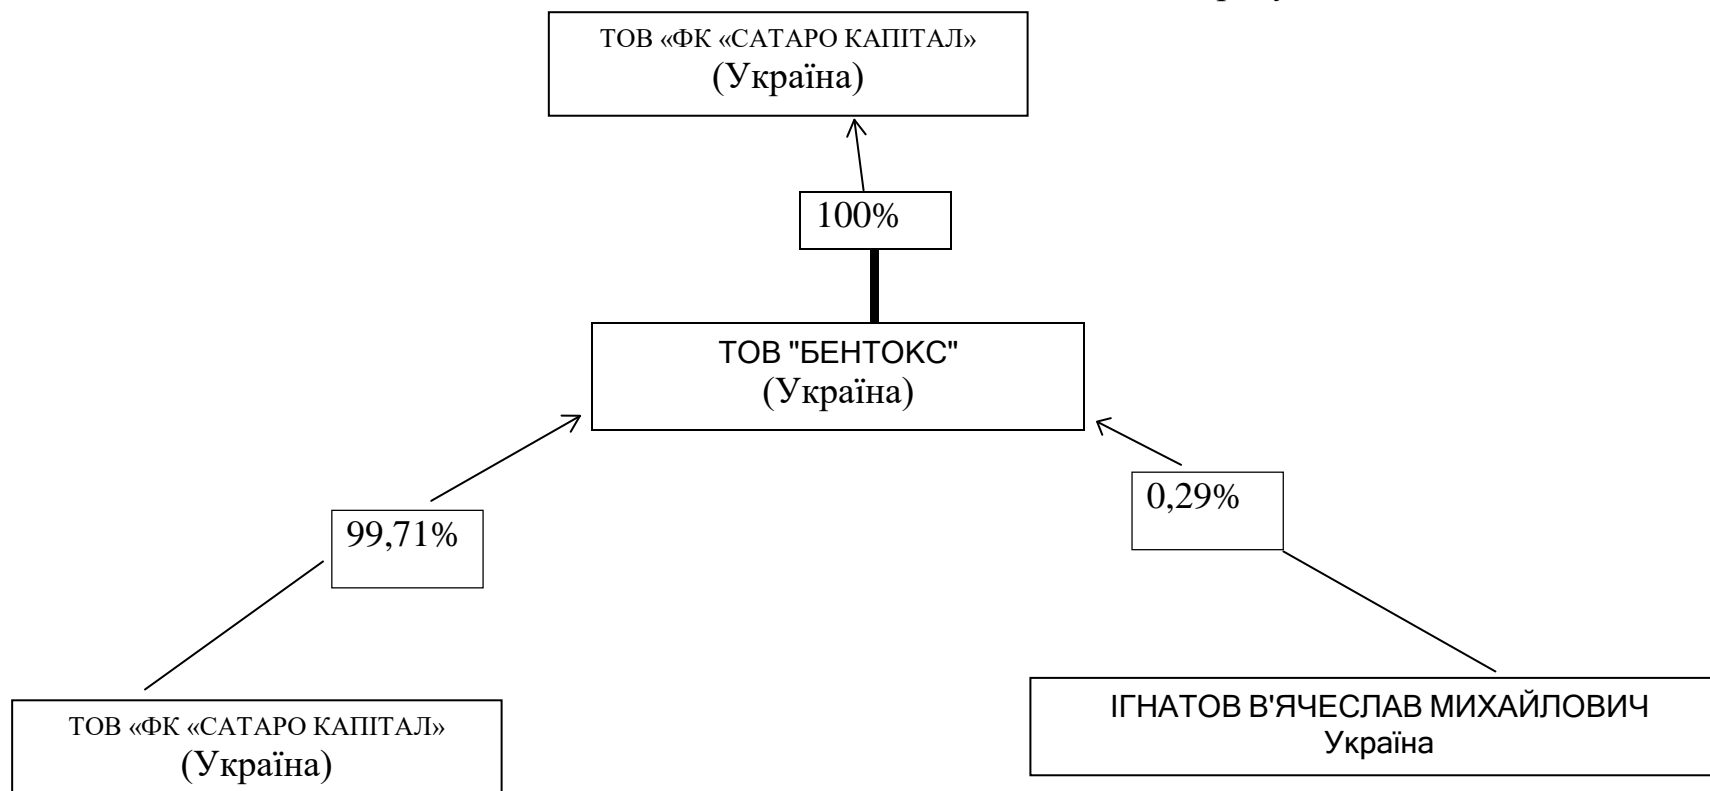 ТОВ «ФК «САТАРО КАПІТАЛ»
(Україна)
100%
ТОВ "БЕНТОКС"
(Україна)
99,71%
0,29%
ТОВ «ФК «САТАРО КАПІТАЛ»
(Україна)
ІГНАТОВ В'ЯЧЕСЛАВ МИХАЙЛОВИЧ
Україна